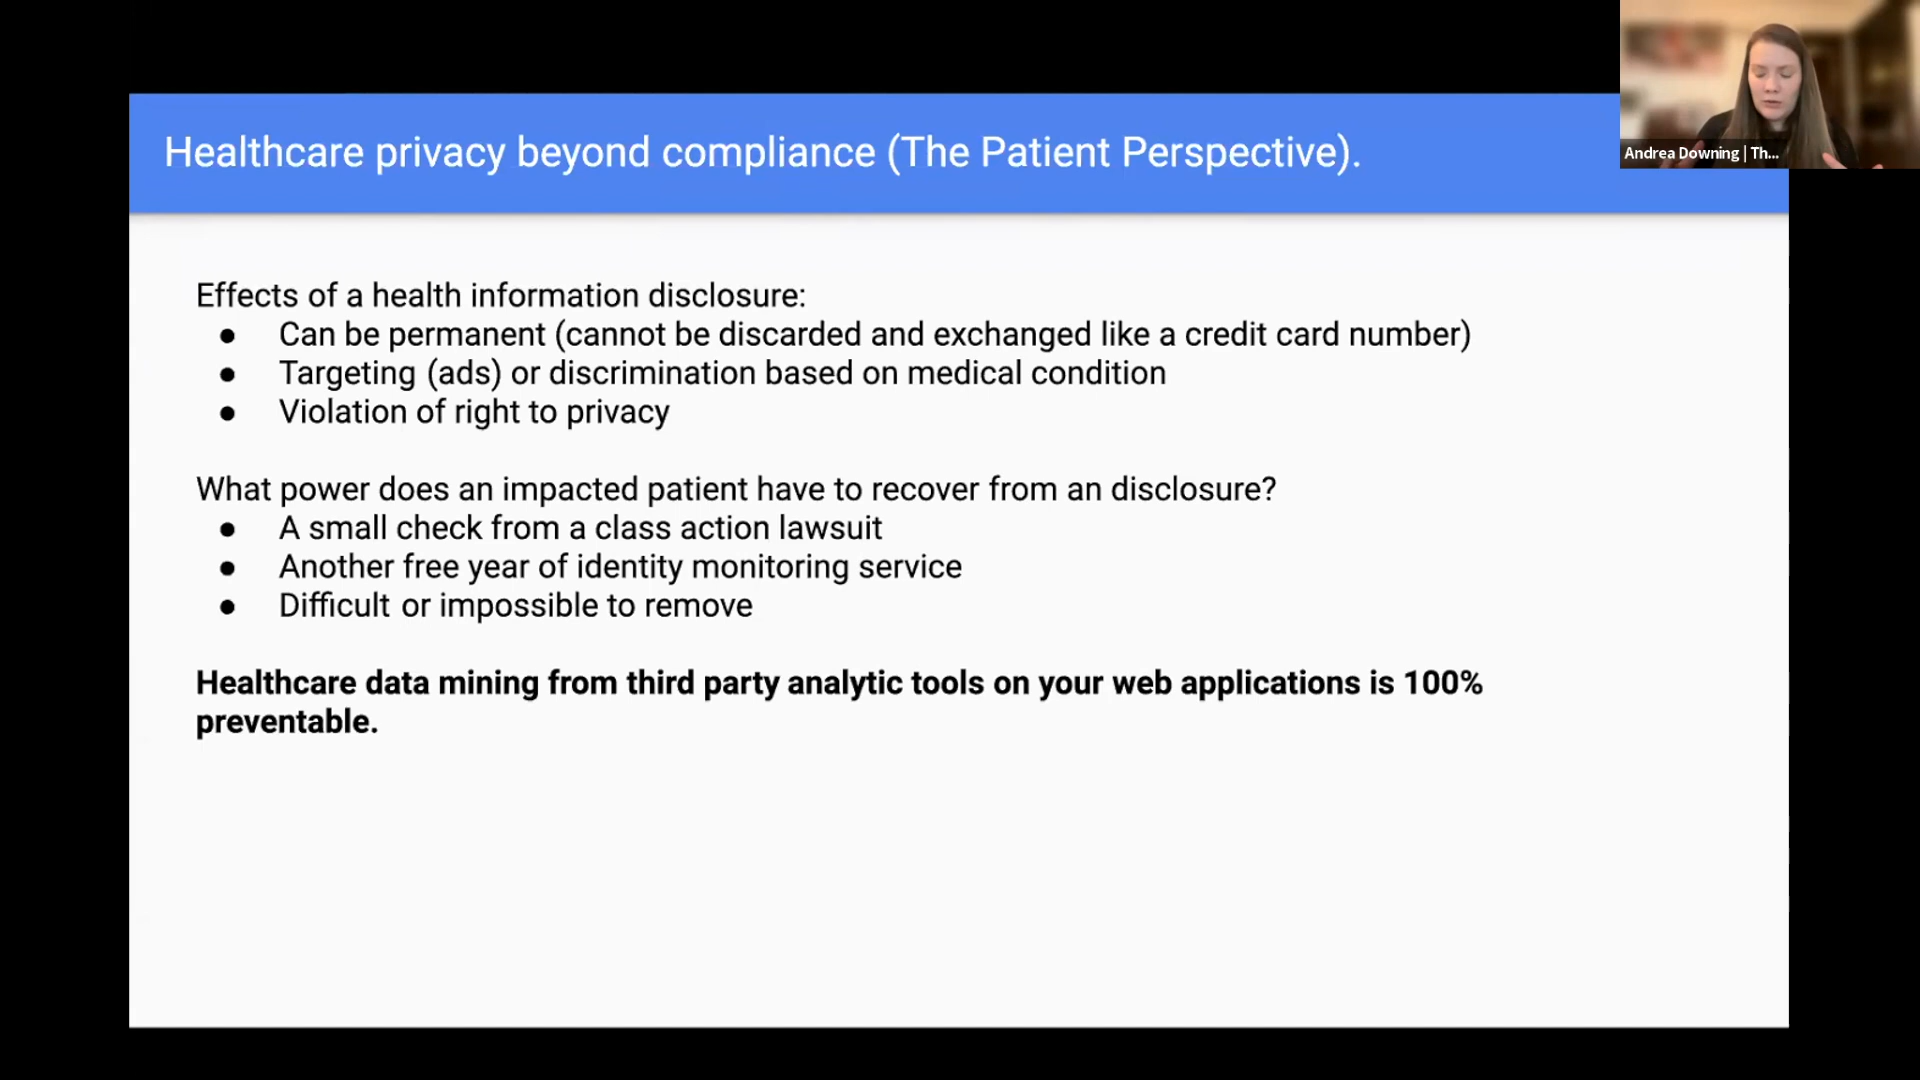 Healthcare privacy beyond compliance (The Patient Perspective).
Andrea Downing | Th...
Effects of a health information disclosure:
● Can be permanent (cannot be discarded and exchanged like a credit card number)
● Targeting (ads) or discrimination based on medical condition
● Violation of right to privacy
What power does an impacted patient have to recover from an disclosure?
● A small check from a class action lawsuit
● Another free year of identity monitoring service
● Difficult or impossible to remove
Healthcare data mining from third party analytic tools on your web applications is 100%
preventable.